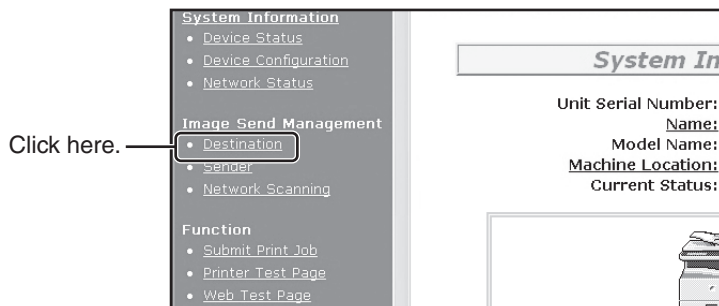 System Information
• Device Status
• Device Configuration
• Network Status
Image Send Management
Click here.
• Destination
• Sender
• Network Scanning
Function
• Submit Print Job
• Printer Test Page
• Web Test Page
System In
Unit Serial Number:
Name:
Model Name:
Machine Location:
Current Status: